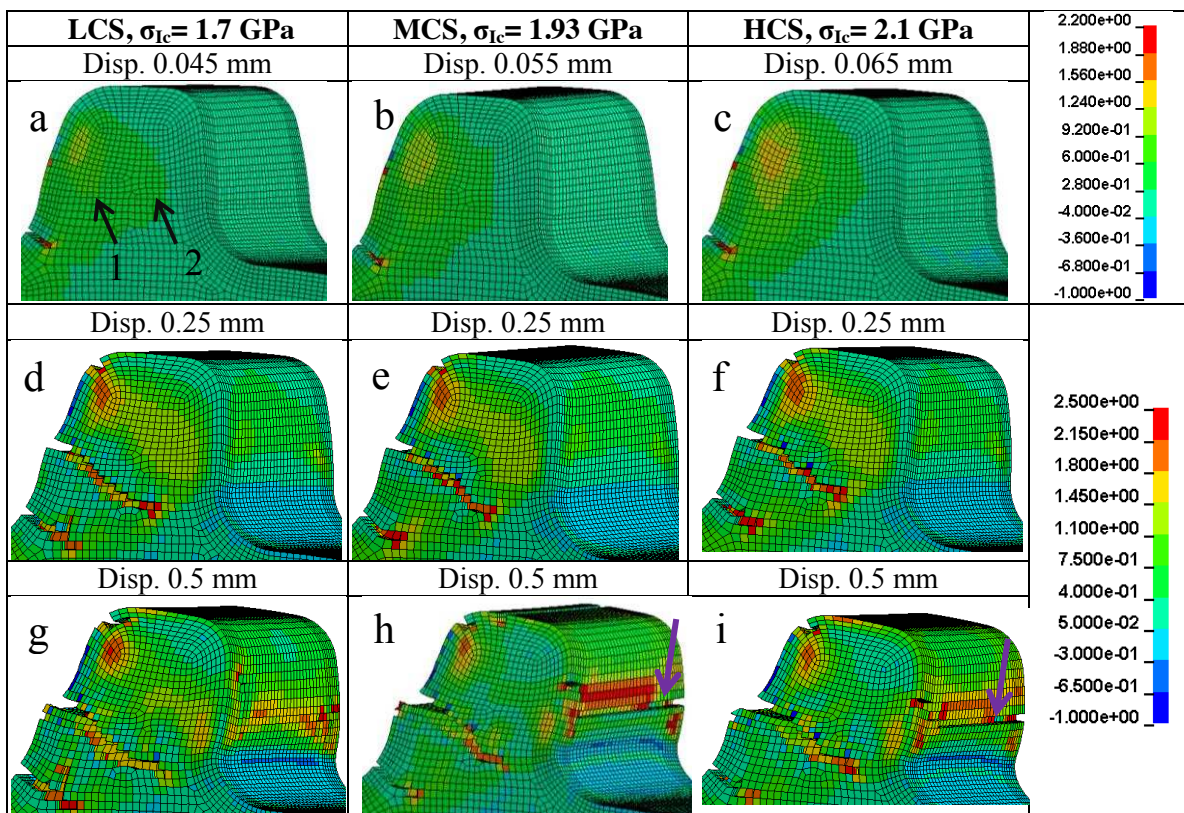 LCS, σIc= 1.7 GPa
MCS, σIc= 1.93 GPa
HCS, σIc= 2.1 GPa
Disp. 0.045 mm
Disp. 0.055 mm
Disp. 0.065 mm
a
1
2
b
c
2.200e+00
1.880e+00
1.560e+00
1.240e+00
9.200e-01
6.000e-01
2.800e-01
-4.000e-02
-3.600e-01
-6.800e-01
-1.000e+00
Disp. 0.25 mm
Disp. 0.25 mm
Disp. 0.25 mm
d
e
f
2.500e+00
2.150e+00
1.800e+00
1.450e+00
1.100e+00
7.500e-01
4.000e-01
5.000e-02
-3.000e-01
-6.500e-01
-1.000e+00
Disp. 0.5 mm
Disp. 0.5 mm
Disp. 0.5 mm
g
h
i